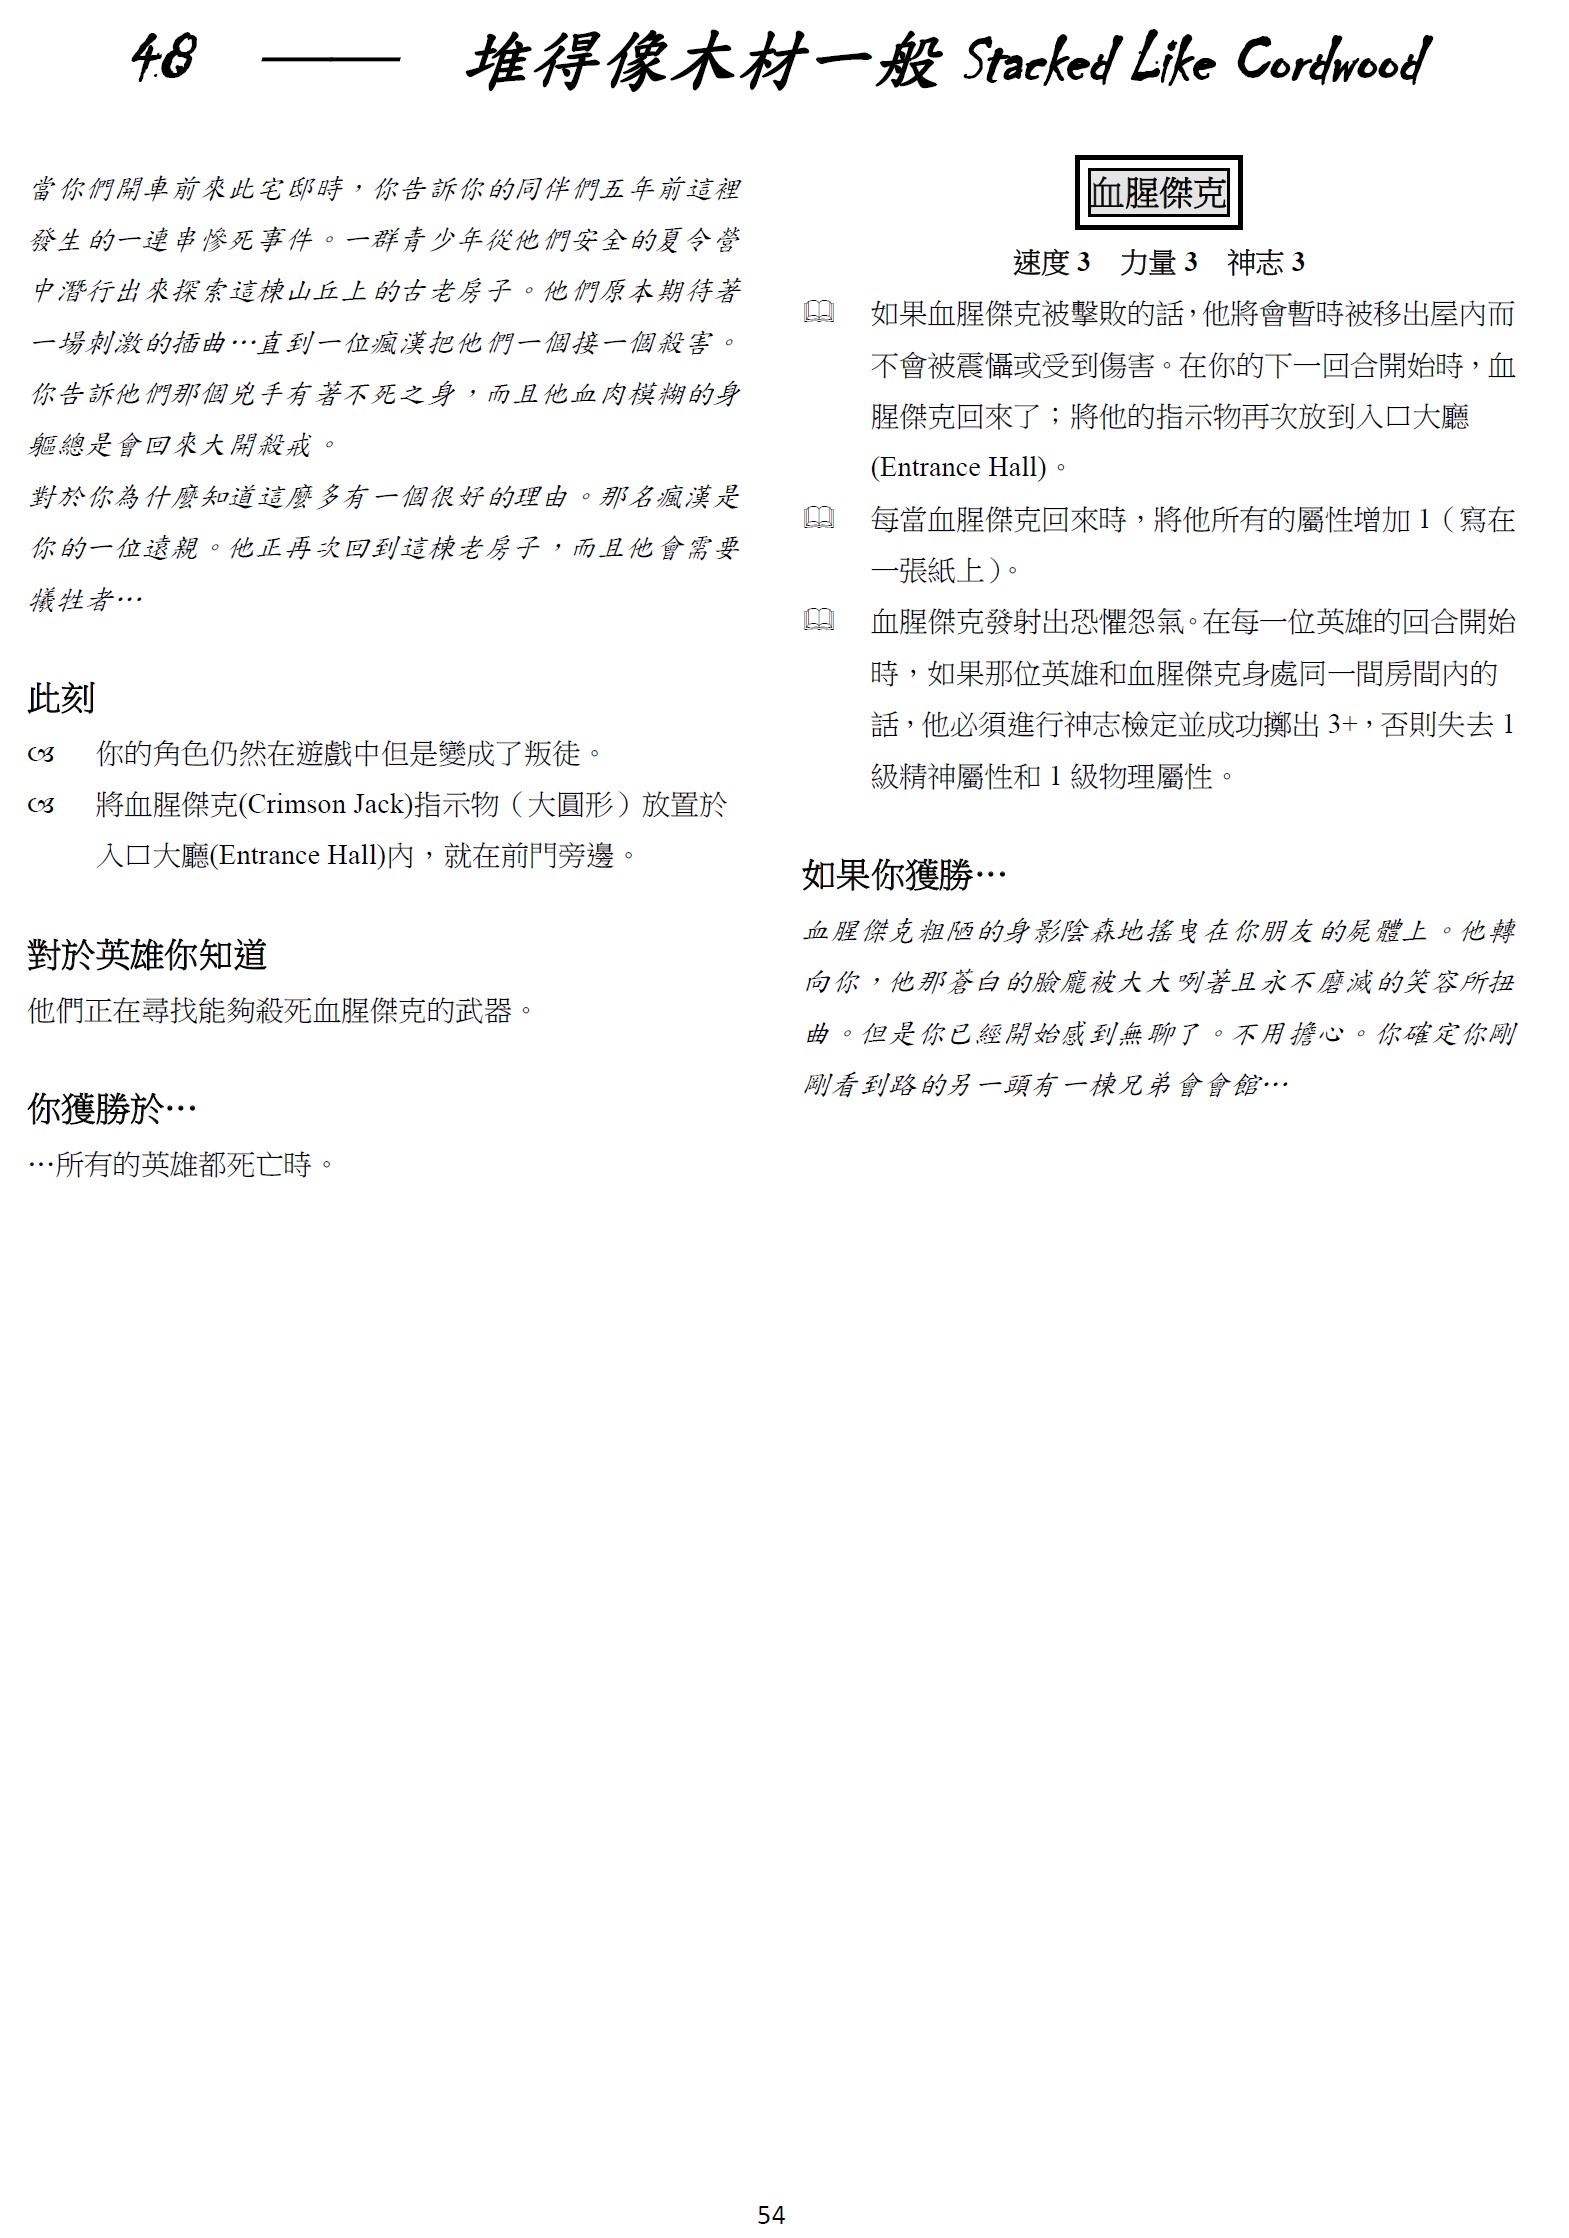 48 —— 堆得像木材一般 Stacked Like Cordwood
當你們開車前來此宅邸時，你告訴你的同伴們五年前這裡
發生的一連串慘死事件。一群青少年從他們安全的夏令營
中潛行出來探索這棟山丘上的古老房子。他們原本期待著
一場刺激的插曲…直到一位瘋漢把他們一個接一個殺害。
你告訴他們那個兇手有著不死之身，而且他血肉模糊的身
軀總是會回來大開殺戒。
對於你為什麼知道這麼多有一個很好的理由。那名瘋漢是
你的一位遠親。他正再次回到這棟老房子，而且他會需要
犧牲者…
此刻
你的角色仍然在遊戲中但是變成了叛徒。
將血腥傑克(Crimson Jack)指示物（大圓形）放置於
入口大廳(Entrance Hall)內，就在前門旁邊。
對於英雄你知道
他們正在尋找能夠殺死血腥傑克的武器。
你獲勝於…
…所有的英雄都死亡時。
血腥傑克
速度 3 力量 3 神志 3
如果血腥傑克被擊敗的話，他將會暫時被移出屋內而
不會被震懾或受到傷害。在你的下一回合開始時，血
腥傑克回來了；將他的指示物再次放到入口大廳
(Entrance Hall)。
每當血腥傑克回來時，將他所有的屬性增加 1（寫在
一張紙上）。
血腥傑克發射出恐懼怨氣。在每一位英雄的回合開始
時，如果那位英雄和血腥傑克身處同一間房間內的
話，他必須進行神志檢定並成功擲出 3+，否則失去 1
級精神屬性和 1 級物理屬性。
如果你獲勝…
血腥傑克粗陋的身影陰森地搖曳在你朋友的屍體上。他轉
向你，他那蒼白的臉龐被大大咧著且永不磨滅的笑容所扭
曲。但是你已經開始感到無聊了。不用擔心。你確定你剛
剛看到路的另一頭有一棟兄弟會會館…
54